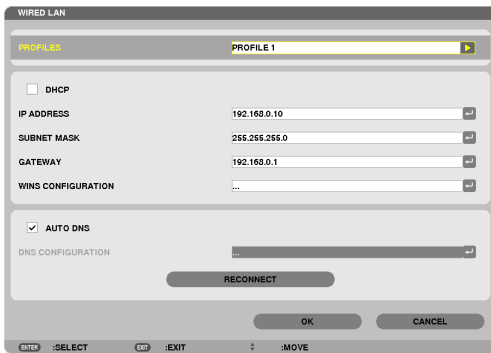 WIRED LAN
PROFILES PROFILE 1
DHCP
IP ADDRESS 192.168.0.10
SUBNET MASK 255.255.255.0
GATEWAY 192.168.0.1
WINS CONFIGURATION ...
AUTO DNS
DNS CONFIGURATION ...
RECONNECT
OK CANCEL
ENTER :SELECT EXIT :EXIT :MOVE